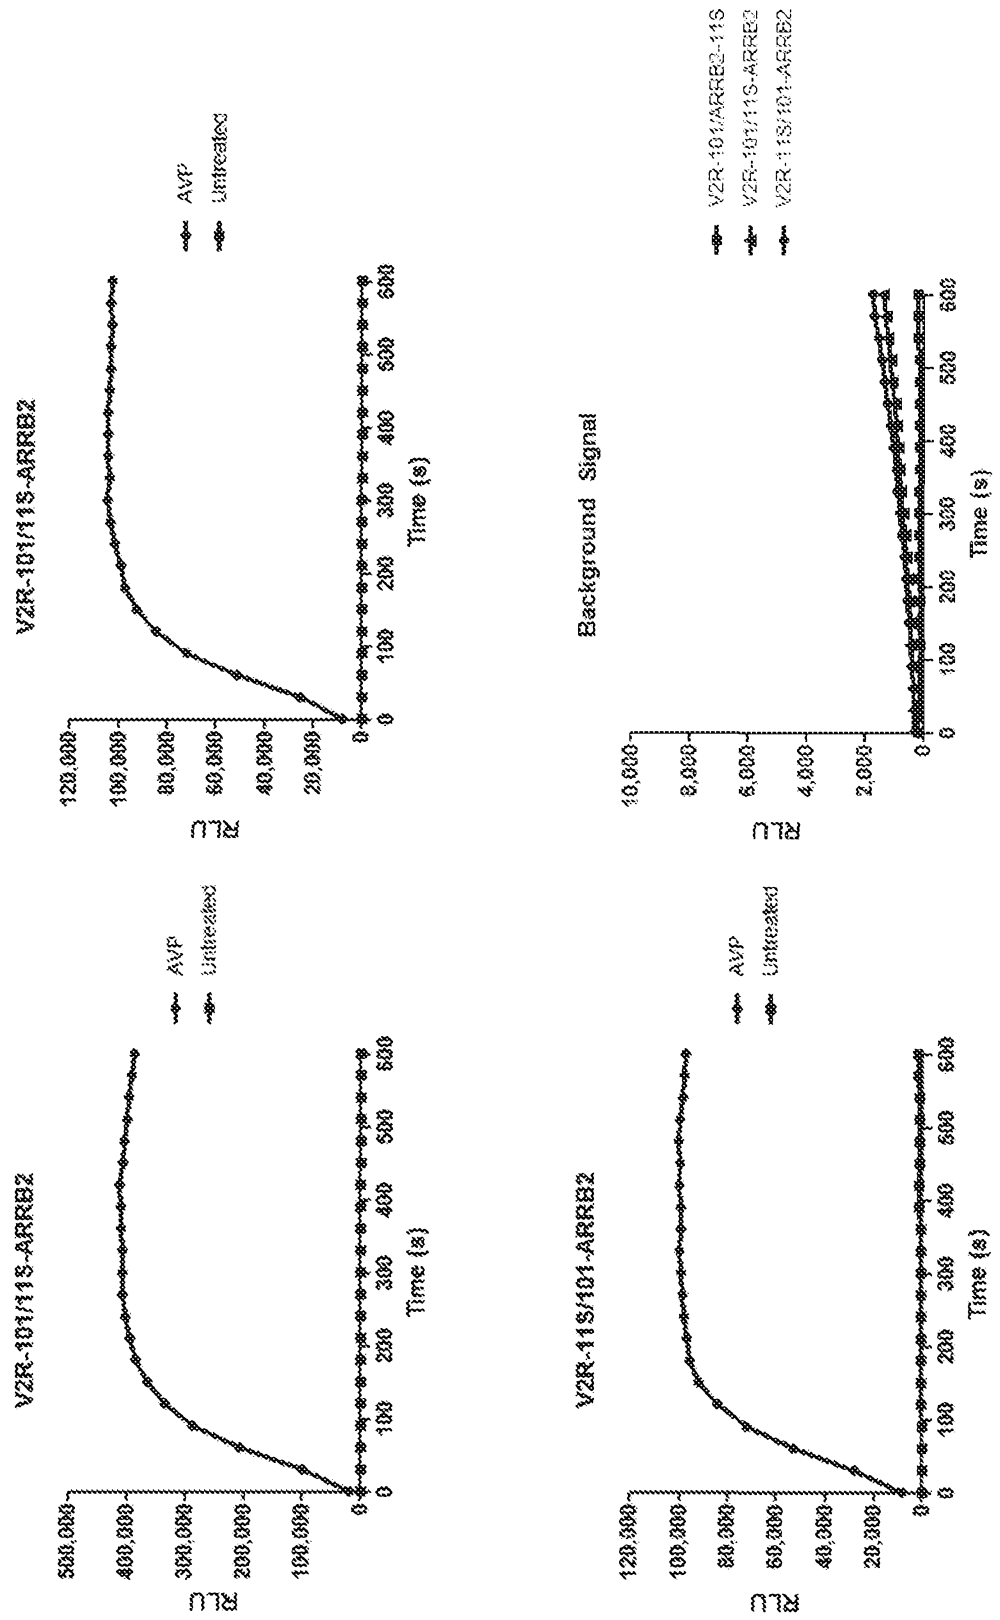 V2R-101/11S-ARRB2
500,000
400,000
300,000
200,000
100,000
0
RLU
0 100 200 300 400 500 600
Time (s)
AVP
Untreated
V2R-101/11S-ARRB2
120,000
100,000
80,000
60,000
40,000
20,000
0
RLU
0 100 200 300 400 500 600
Time (s)
AVP
Untreated
V2R-11S/101-ARRB2
120,000
100,000
80,000
60,000
40,000
20,000
0
RLU
0 100 200 300 400 500 600
Time (s)
AVP
Untreated
Background Signal
10,000
8,000
6,000
4,000
2,000
0
RLU
0 100 200 300 400 500 600
Time (s)
V2R-101/ARRB2-11S
V2R-101/11S-ARRB2
V2R-11S/101-ARRB2